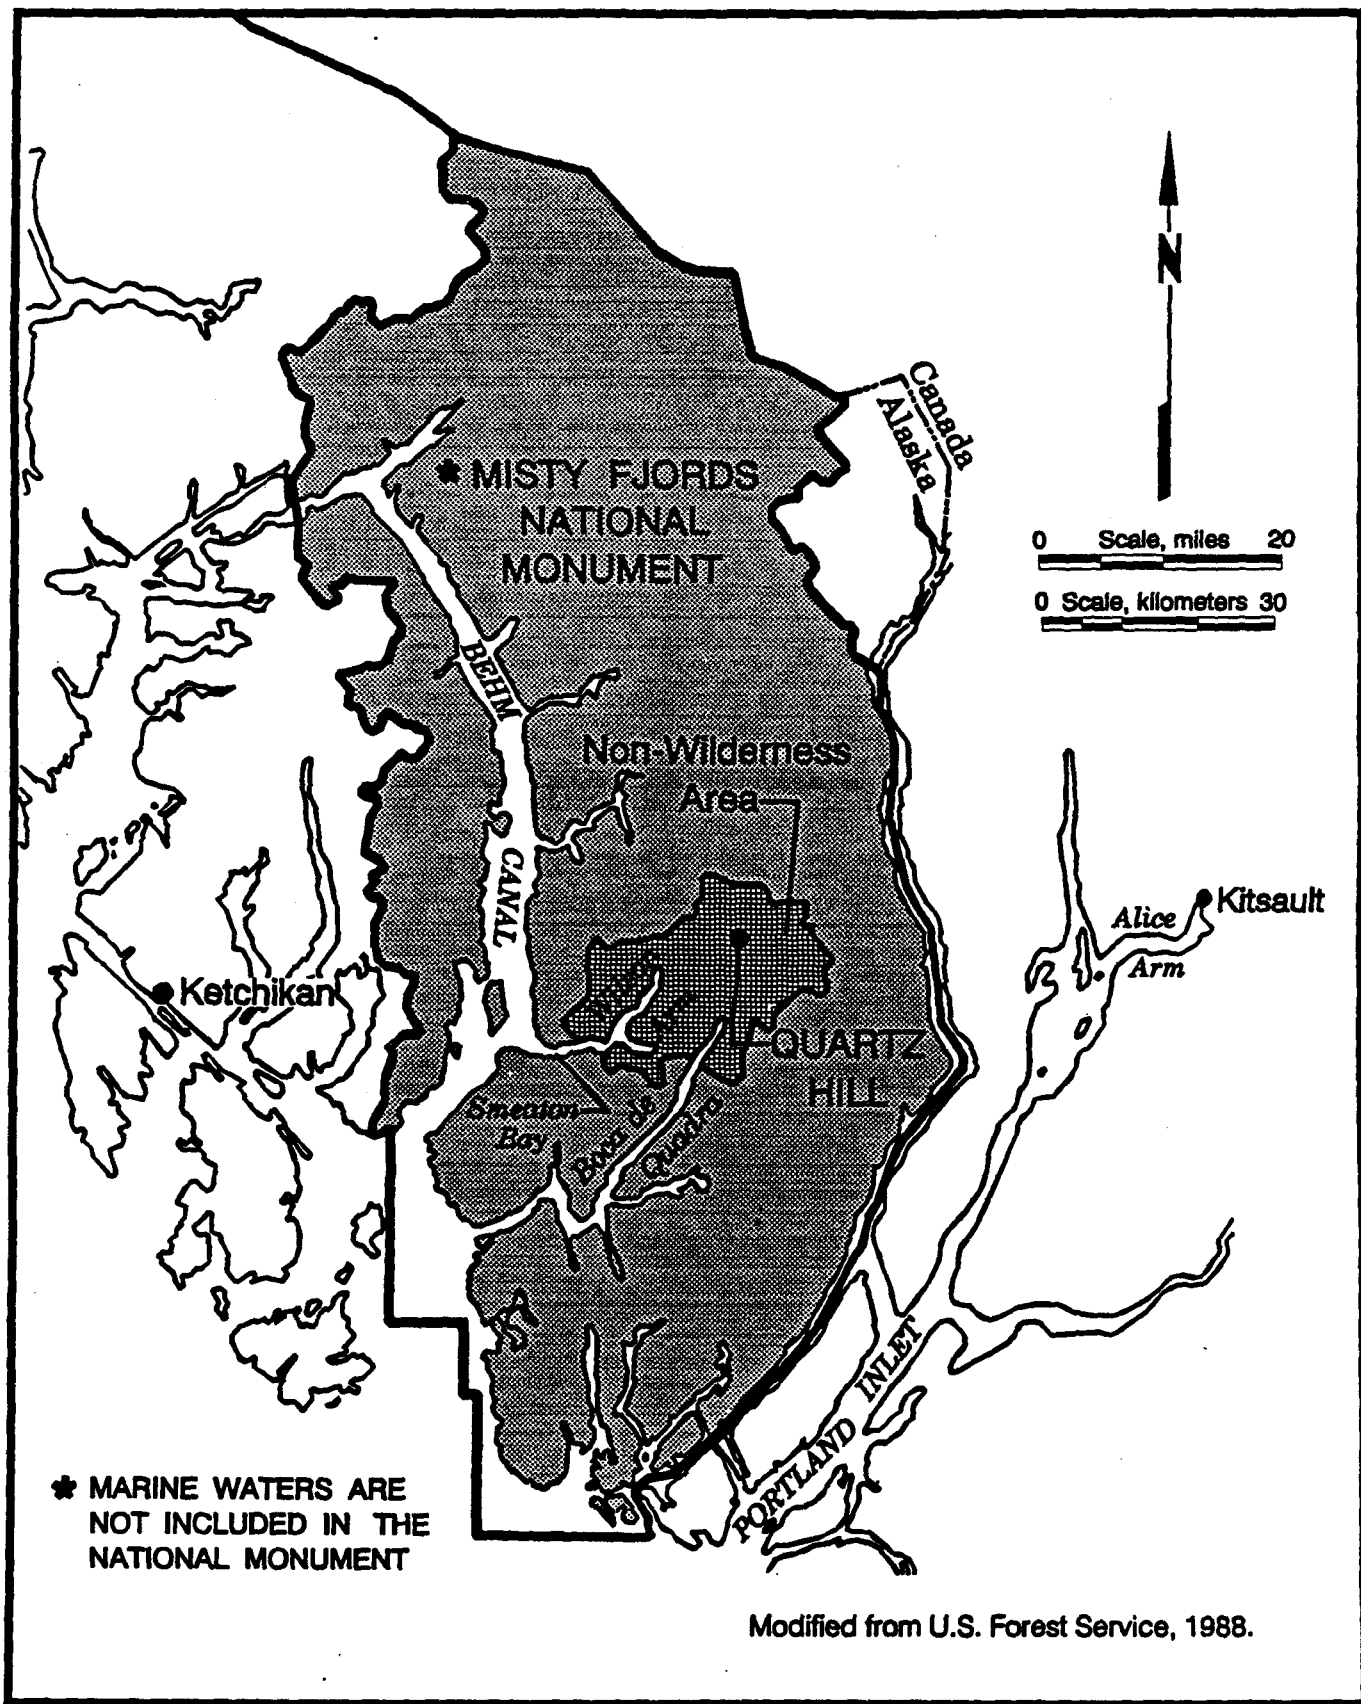 N
Canada
Alaska
* MISTY FJORDS
NATIONAL
MONUMENT
0 Scale, miles 20
0 Scale, kilometers 30
BEHM
CANAL
Non-Wilderness
Area
Kitsault
Alice
Arm
Ketchikan
Wilson
Arm
QUARTZ
HILL
Smeaton
Bay
Boca de
Quadra
PORTLAND INLET
* MARINE WATERS ARE
NOT INCLUDED IN THE
NATIONAL MONUMENT
Modified from U.S. Forest Service, 1988.